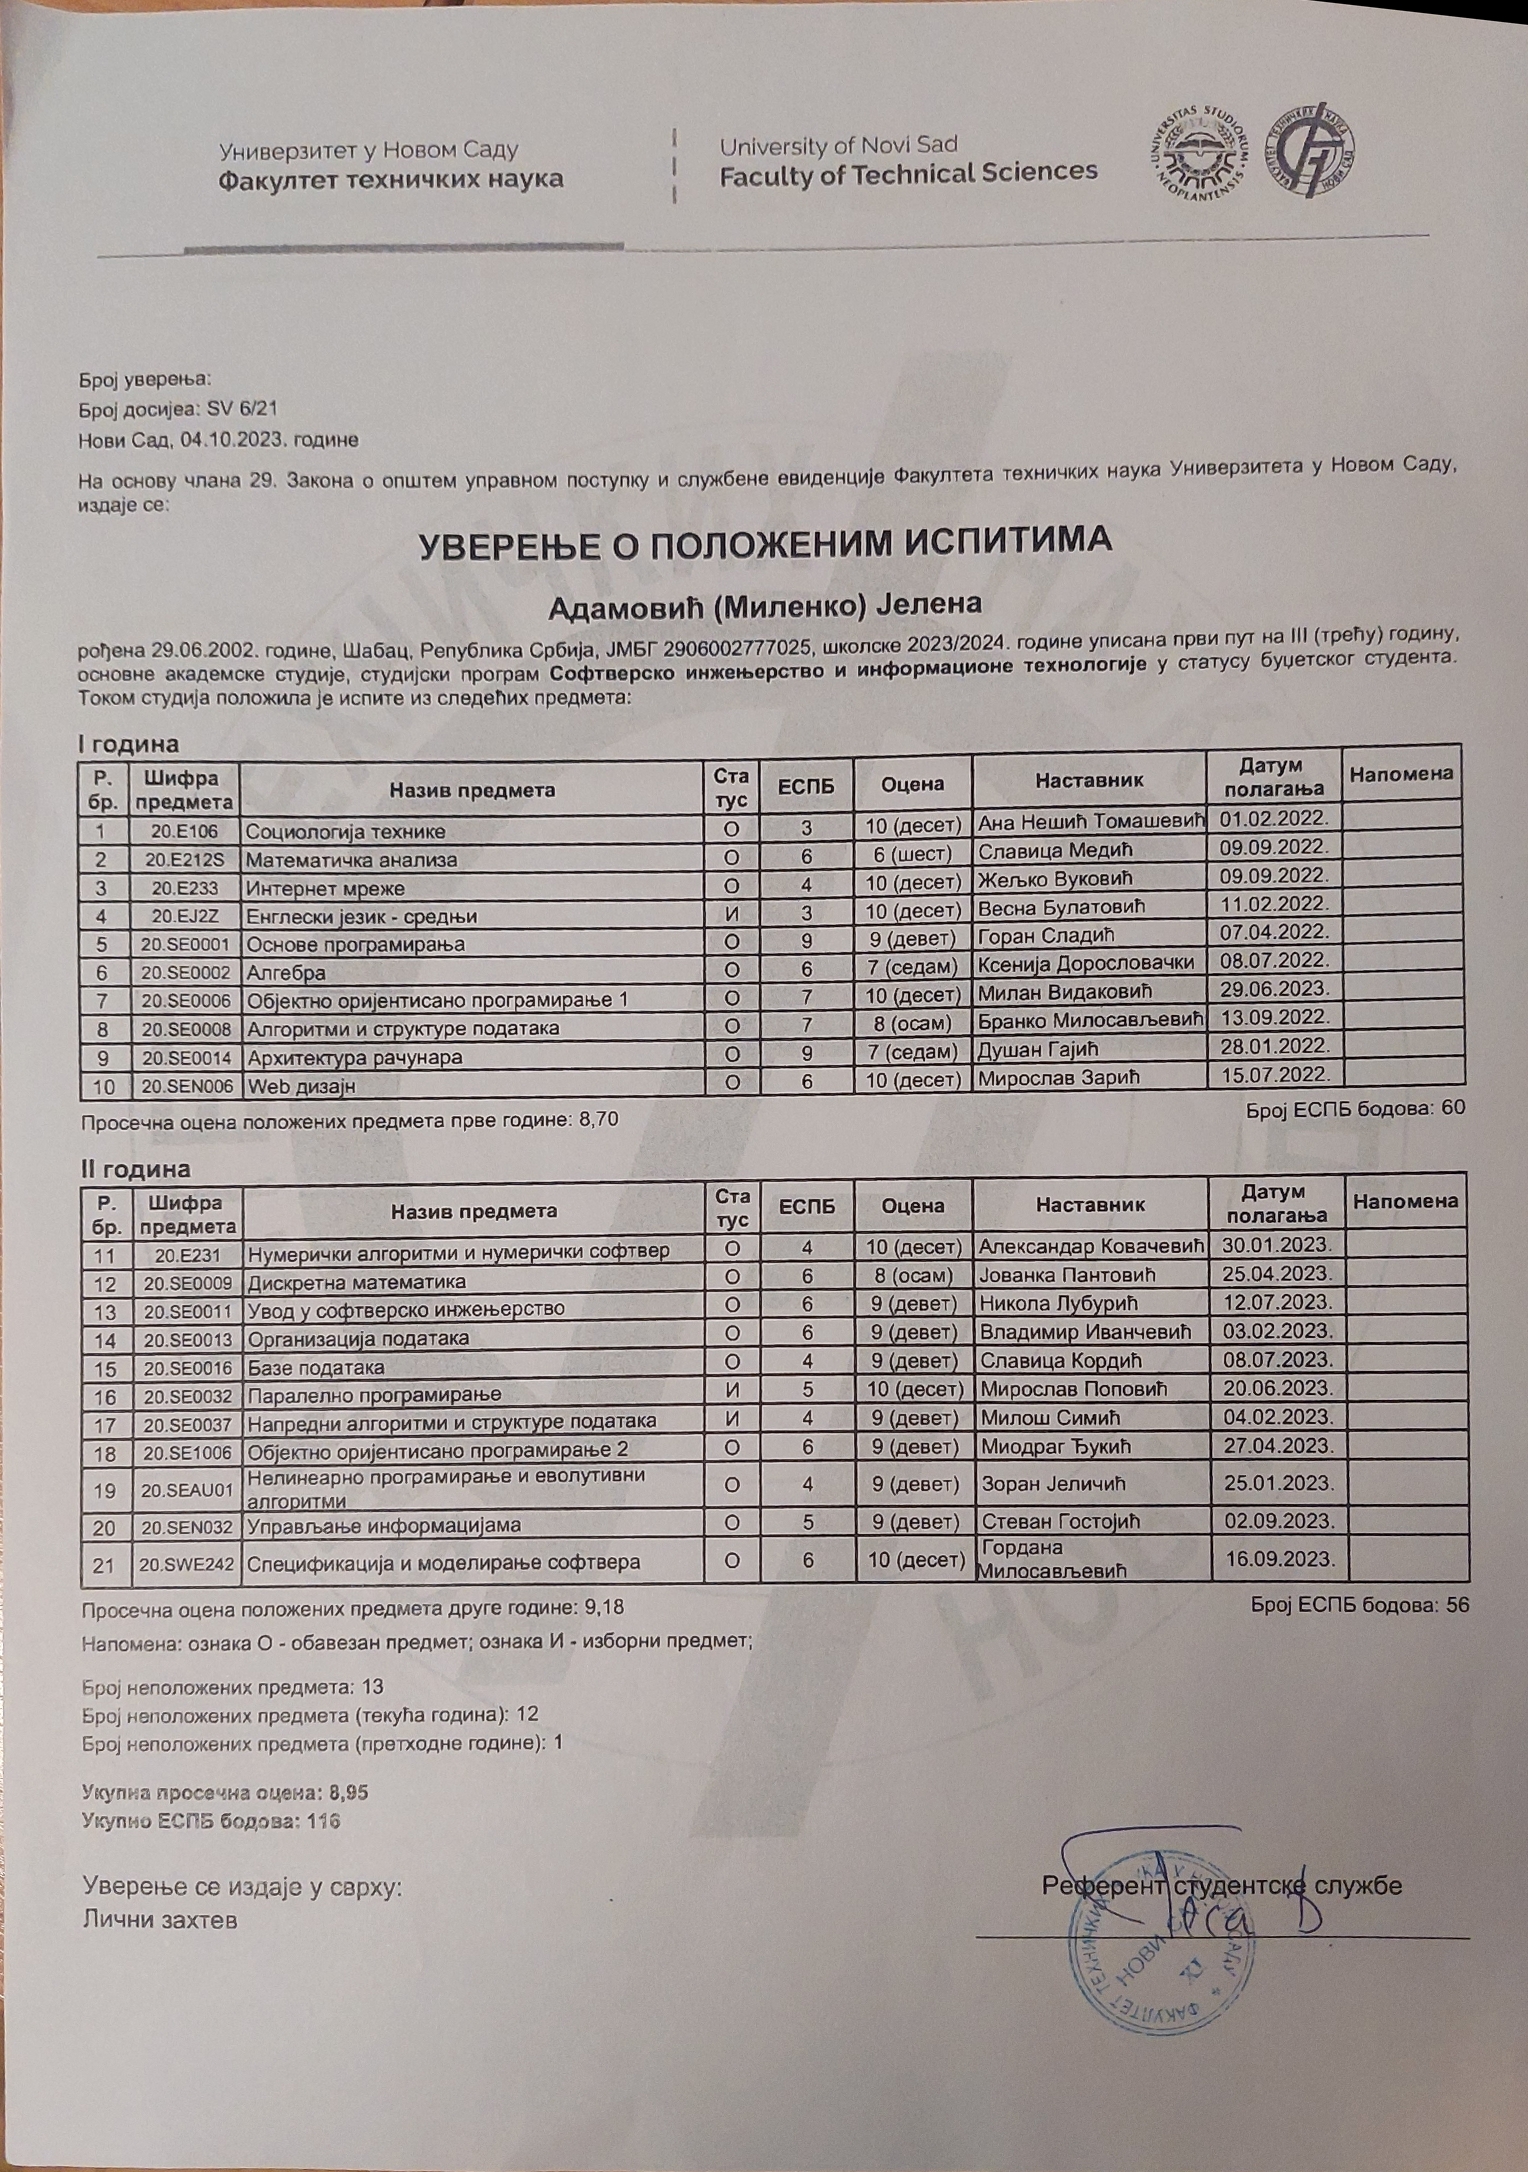 Универзитет у Новом Саду
Факултет техничких наука
University of Novi Sad
Faculty of Technical Sciences
UNIVERSITAS STUDIORUM NEOPLANTENSIS
ФАКУЛТЕТ ТЕХНИЧКИХ НАУКА НОВИ САД
Број уверења:
Број досијеа: SV 6/21
Нови Сад, 04.10.2023. године
На основу члана 29. Закона о општем управном поступку и службене евиденције Факултета техничких наука Универзитета у Новом Саду,
издаје се:
УВЕРЕЊЕ О ПОЛОЖЕНИМ ИСПИТИМА
Адамовић (Миленко) Јелена
рођена 29.06.2002. године, Шабац, Република Србија, ЈМБГ 2906002777025, школске 2023/2024. године уписана први пут на III (трећу) годину,
основне академске студије, студијски програм Софтверско инжењерство и информационе технологије у статусу буџетског студента.
Током студија положила је испите из следећих предмета:
I година
Р. бр. Шифра предмета Назив предмета Ста тус ЕСПБ Оцена Наставник Датум полагања Напомена
1 20.E106 Социологија технике О 3 10 (десет) Ана Нешић Томашевић 01.02.2022.
2 20.E212S Математичка анализа О 6 6 (шест) Славица Медић 09.09.2022.
3 20.E233 Интернет мреже О 4 10 (десет) Жељко Вуковић 09.09.2022.
4 20.EJ2Z Енглески језик - средњи И 3 10 (десет) Весна Булатовић 11.02.2022.
5 20.SE0001 Основе програмирања О 9 9 (девет) Горан Сладић 07.04.2022.
6 20.SE0002 Алгебра О 6 7 (седам) Ксенија Дорословачки 08.07.2022.
7 20.SE0006 Објектно оријентисано програмирање 1 О 7 10 (десет) Милан Видаковић 29.06.2023.
8 20.SE0008 Алгоритми и структуре података О 7 8 (осам) Бранко Милосављевић 13.09.2022.
9 20.SE0014 Архитектура рачунара О 9 7 (седам) Душан Гајић 28.01.2022.
10 20.SEN006 Web дизајн О 6 10 (десет) Мирослав Зарић 15.07.2022.
Просечна оцена положених предмета прве године: 8,70
Број ЕСПБ бодова: 60
II година
Р. бр. Шифра предмета Назив предмета Ста тус ЕСПБ Оцена Наставник Датум полагања Напомена
11 20.E231 Нумерички алгоритми и нумерички софтвер О 4 10 (десет) Александар Ковачевић 30.01.2023.
12 20.SE0009 Дискретна математика О 6 8 (осам) Јованка Пантовић 25.04.2023.
13 20.SE0011 Увод у софтверско инжењерство О 6 9 (девет) Никола Лубурић 12.07.2023.
14 20.SE0013 Организација података О 6 9 (девет) Владимир Иванчевић 03.02.2023.
15 20.SE0016 Базе података О 4 9 (девет) Славица Кордић 08.07.2023.
16 20.SE0032 Паралелно програмирање И 5 10 (десет) Мирослав Поповић 20.06.2023.
17 20.SE0037 Напредни алгоритми и структуре података И 4 9 (девет) Милош Симић 04.02.2023.
18 20.SE1006 Објектно оријентисано програмирање 2 О 6 9 (девет) Миодраг Ђукић 27.04.2023.
19 20.SEAU01 Нелинеарно програмирање и еволутивни алгоритми О 4 9 (девет) Зоран Јеличић 25.01.2023.
20 20.SEN032 Управљање информацијама О 5 9 (девет) Стеван Гостојић 02.09.2023.
21 20.SWE242 Спецификација и моделирање софтвера О 6 10 (десет) Гордана Милосављевић 16.09.2023.
Просечна оцена положених предмета друге године: 9,18
Број ЕСПБ бодова: 56
Напомена: ознака О - обавезан предмет; ознака И - изборни предмет;
Број неположених предмета: 13
Број неположених предмета (текућа година): 12
Број неположених предмета (претходне године): 1
Укупна просечна оцена: 8,95
Укупно ЕСПБ бодова: 116
Уверење се издаје у сврху:
Лични захтев
Референт студентске службе
НОВИ САД
XI